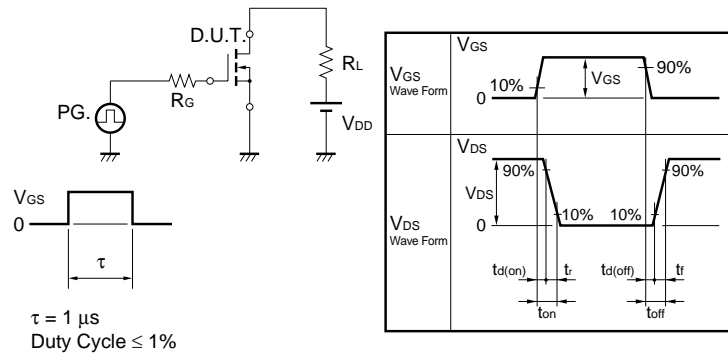 D.U.T.
RL
RG
PG.
VDD
VGS
0
τ
τ = 1 μs
Duty Cycle ≤ 1%
VGS
Wave Form
VGS
10%
VGS
90%
0
VDS
Wave Form
VDS
90%
VDS
90%
10%
10%
0
td(on)
tr
td(off)
tf
ton
toff